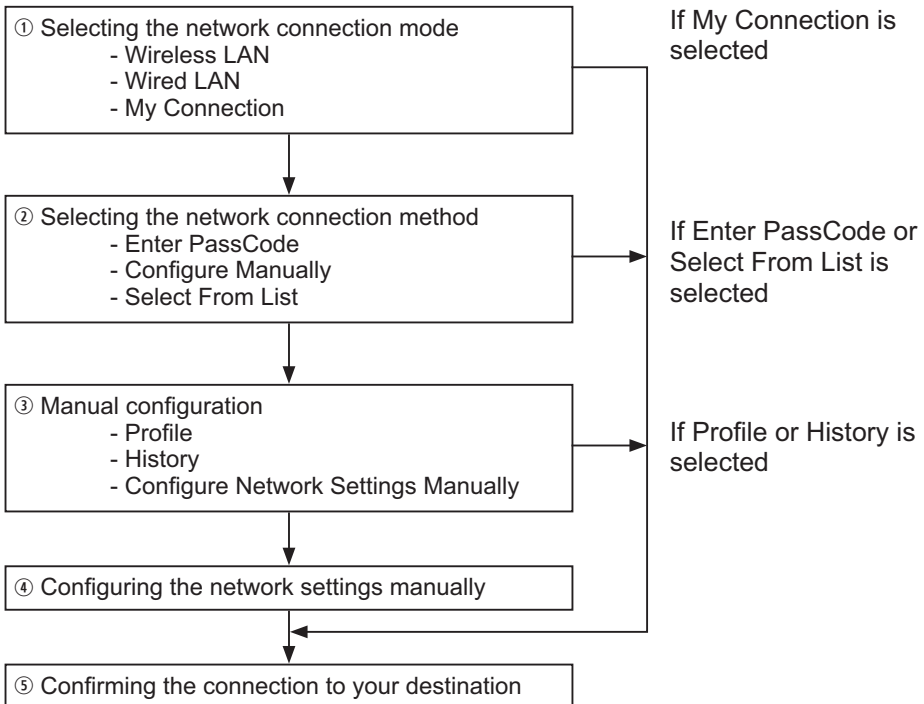 ① Selecting the network connection mode
- Wireless LAN
- Wired LAN
- My Connection
If My Connection is
selected
② Selecting the network connection method
- Enter PassCode
- Configure Manually
- Select From List
If Enter PassCode or
Select From List is
selected
③ Manual configuration
- Profile
- History
- Configure Network Settings Manually
If Profile or History is
selected
④ Configuring the network settings manually
⑤ Confirming the connection to your destination